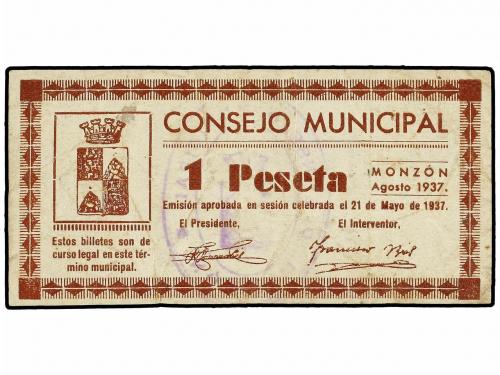 CONSEJO MUNICIPAL
1 Peseta
MONZÓN
Agosto 1937.
Emisión aprobada en sesión celebrada el 21 de Mayo de 1937.
El Presidente,
El Interventor,
Estos billetes son de
curso legal en este tér-
mino municipal.